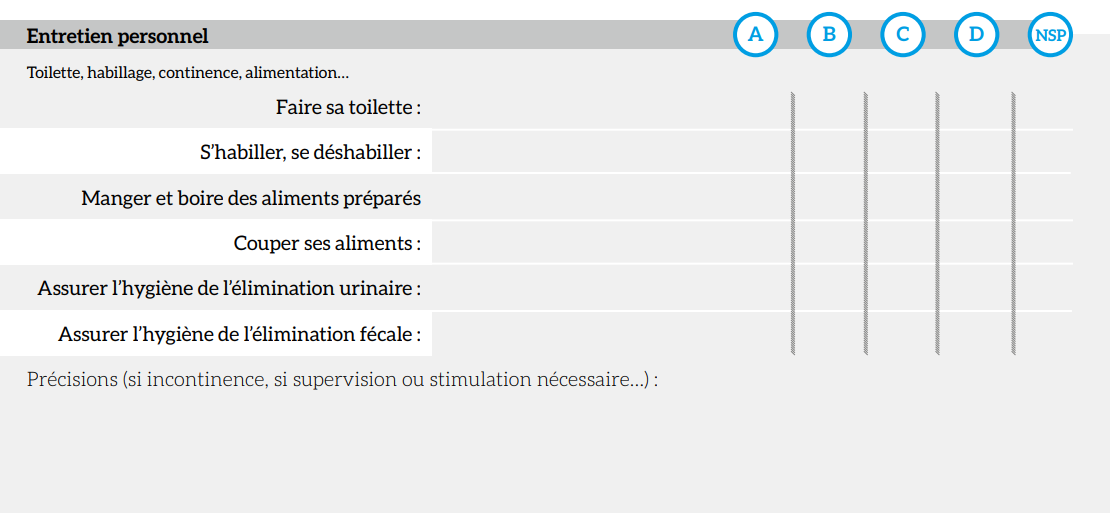 Entretien personnel A B C D NSP
Toilette, habillage, continence, alimentation...
Faire sa toilette :
S'habiller, se déshabiller :
Manger et boire des aliments préparés
Couper ses aliments :
Assurer l'hygiène de l'élimination urinaire :
Assurer l'hygiène de l'élimination fécale :
Précisions (si incontinence, si supervision ou stimulation nécessaire...) :